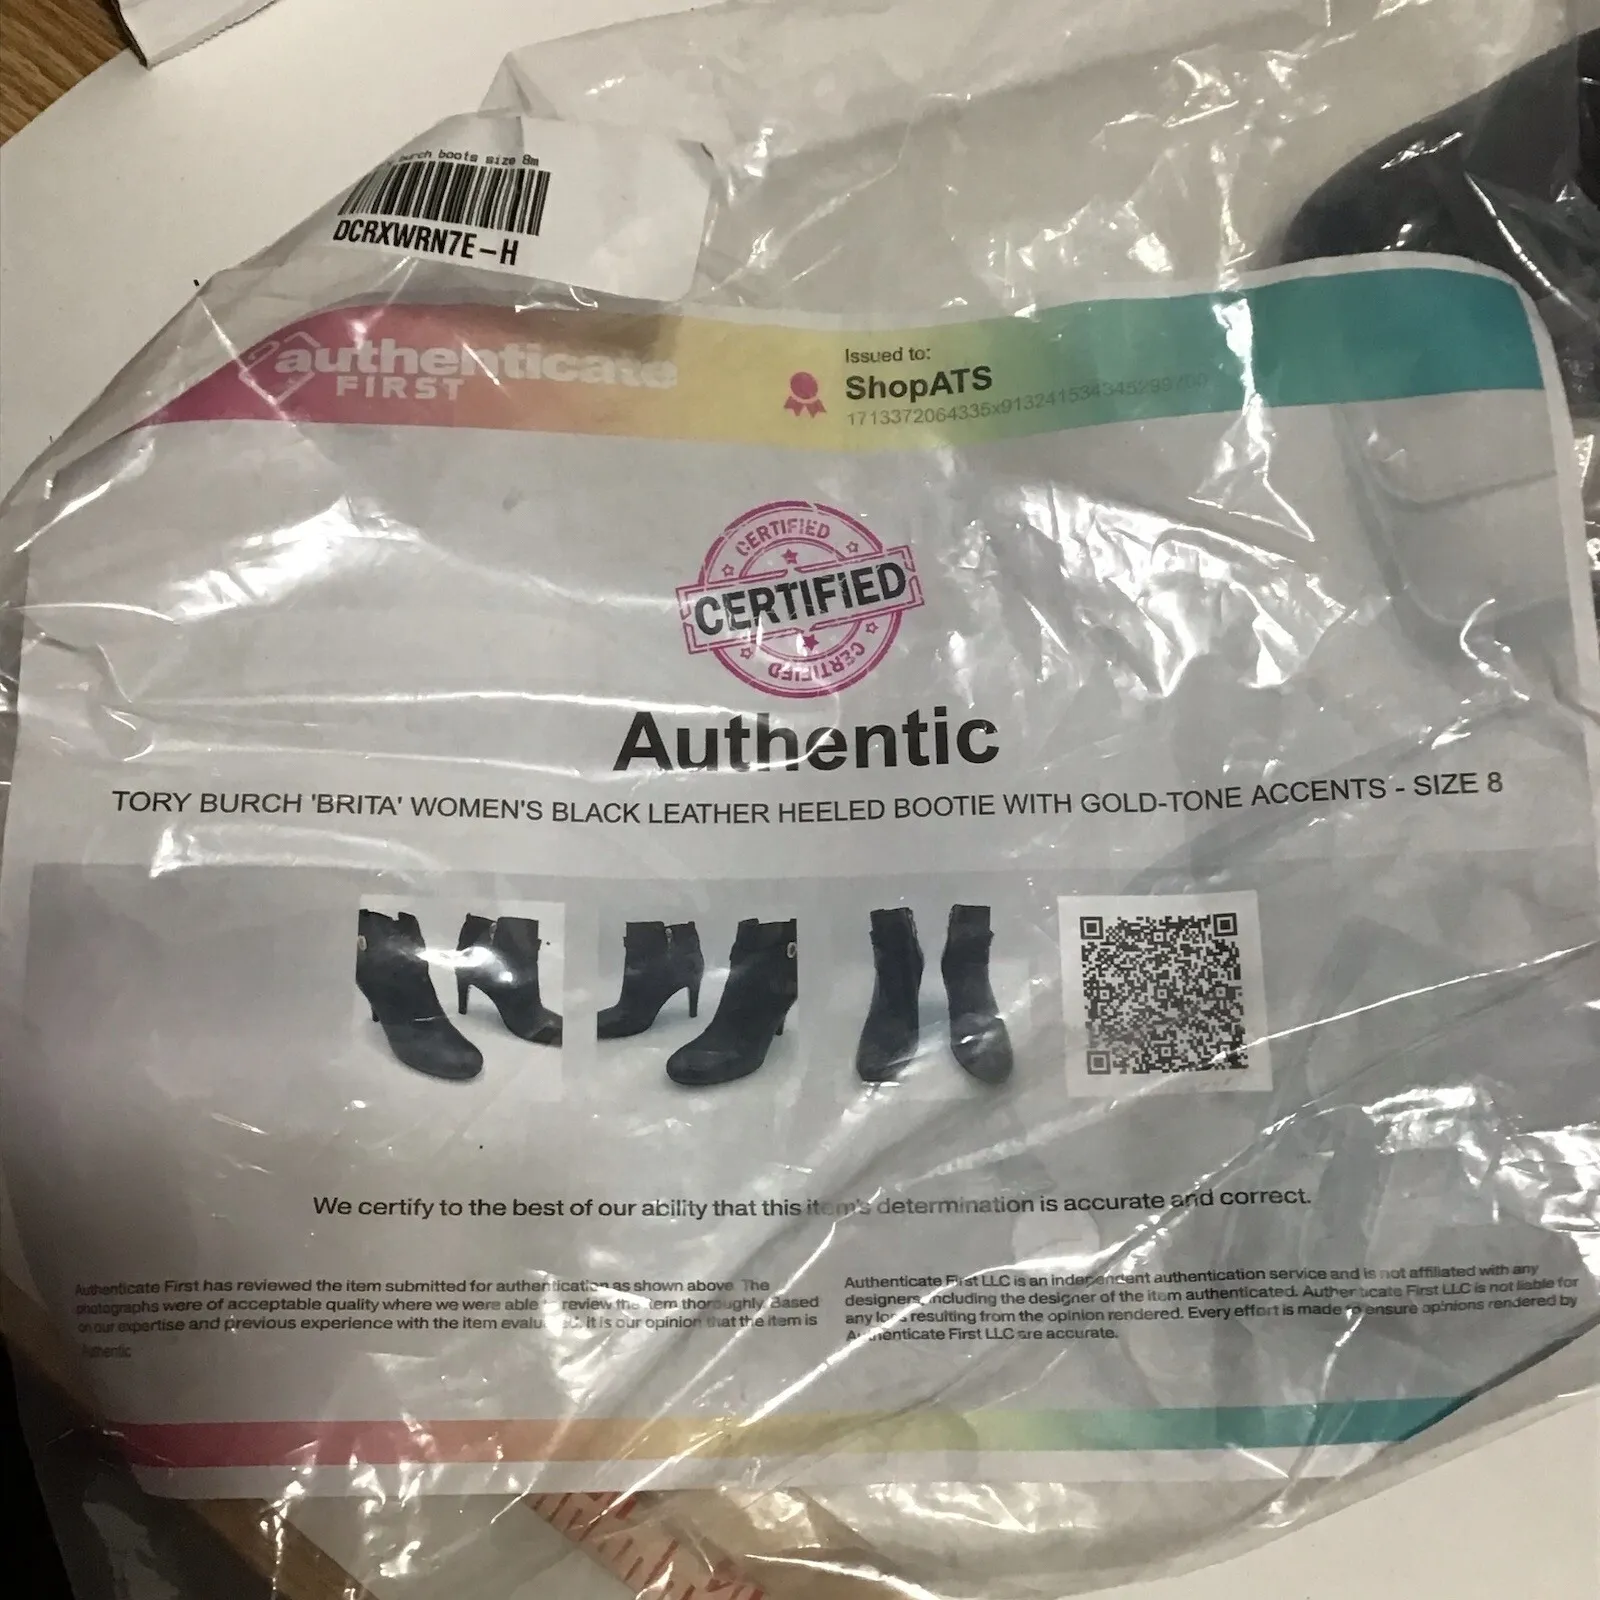 burch boots size 8m
DCRXWRN7E-H
authenticate
FIRST
Issued to:
ShopATS
CERTIFIED
CERTIFIED
CERTIFIED
Authentic
TORY BURCH 'BRITA' WOMEN'S BLACK LEATHER HEELED BOOTIE WITH GOLD-TONE ACCENTS - SIZE 8
We certify to the best of our ability that this item's determination is accurate and correct.
Authenticate First has reviewed the item submitted for authentication as shown above. The
photographs were of acceptable quality where we were able to review the item thoroughly. Based
on our expertise and previous experience with the item evaluated, it is our opinion that the item is
Authentic
Authenticate First LLC is an independent authentication service and is not affiliated with any
designers, including the designer of the item authenticated. Authenticate First LLC is not liable for
any loss resulting from the opinion rendered. Every effort is made to ensure opinions rendered by
Authenticate First LLC are accurate.